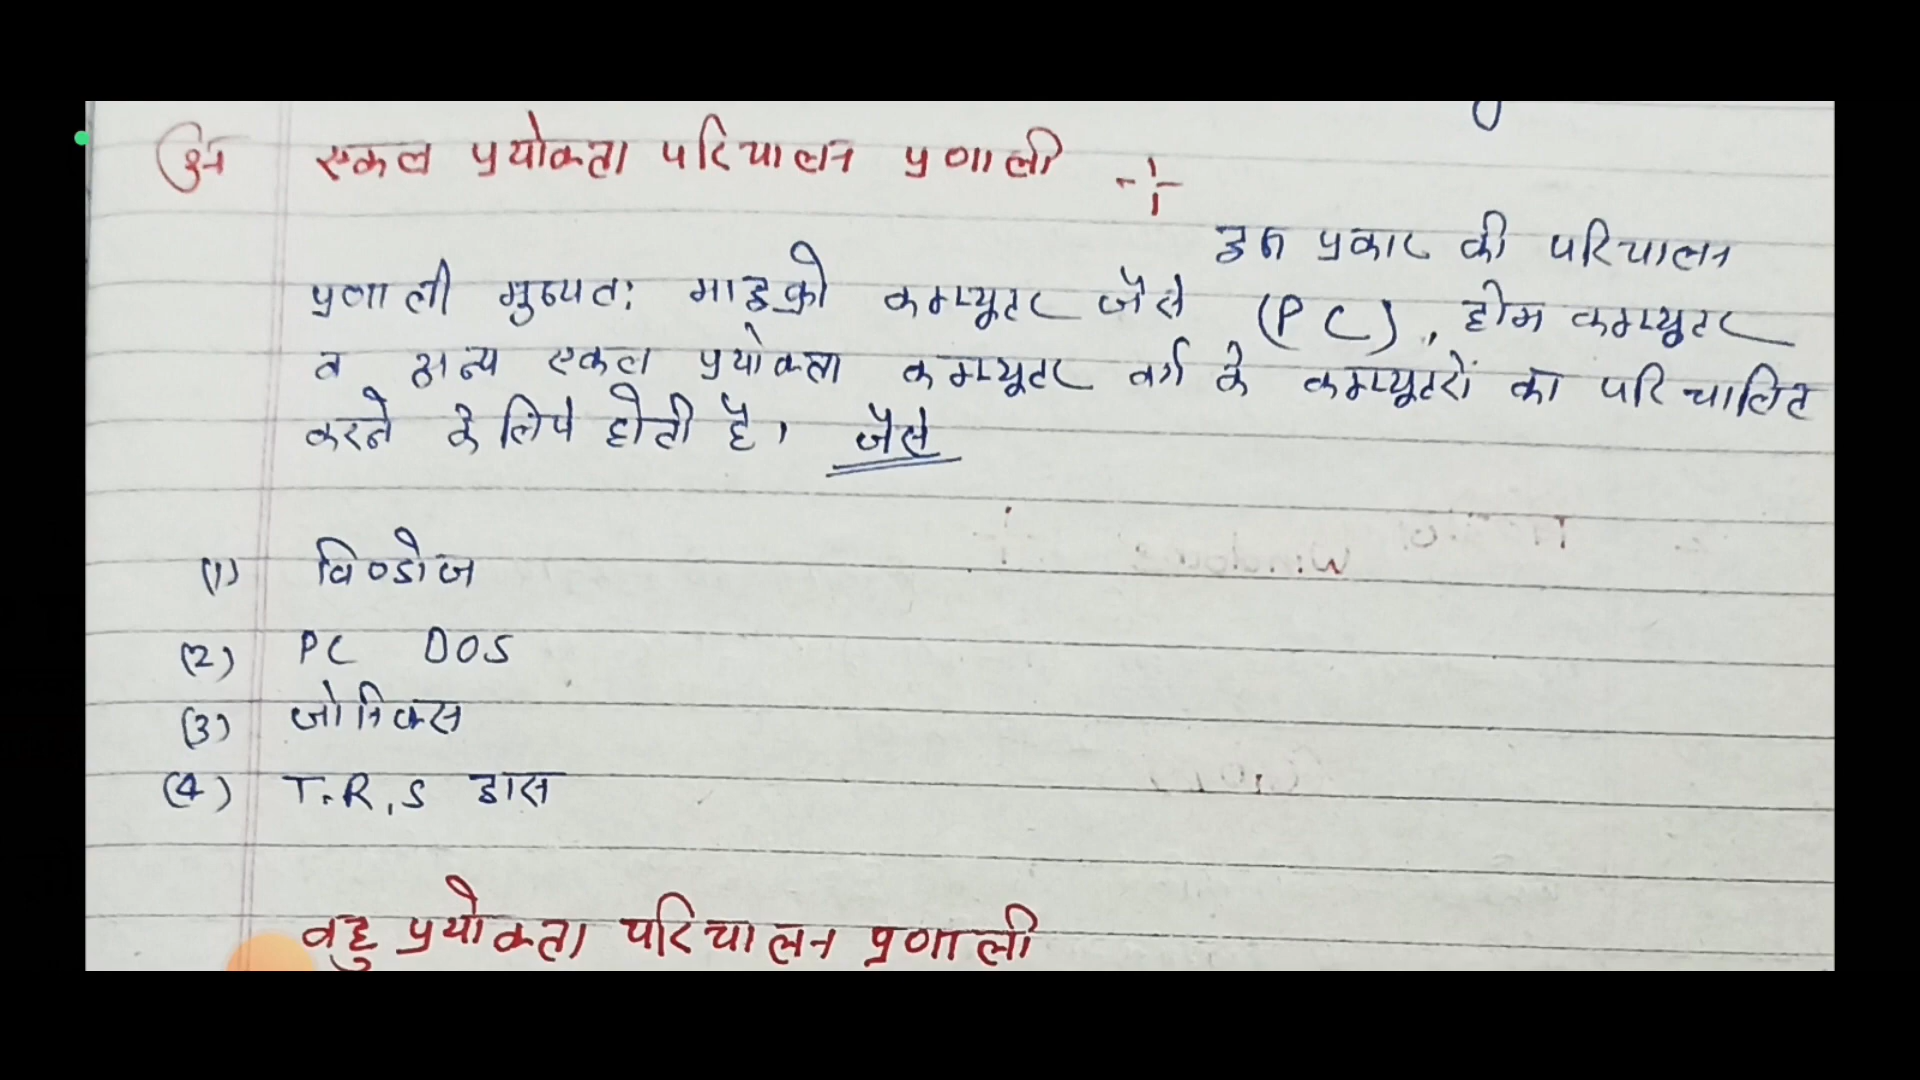 (अ) एकल प्रयोक्ता परिचालन प्रणाली -:-
इस प्रकार की परिचालन
प्रणाली मुख्यतः माइक्रो कम्प्यूटर जैसे (PC), होम कम्प्यूटर
व अन्य एकल प्रयोक्ता कम्प्यूटर वर्ग के कम्प्यूटरों का परिचालित
करने के लिये होती है। जैसे
(1) विण्डोज
(2) PC DOS
(3) जोनिक्स
(4) T.R.S डास
बहु प्रयोक्ता परिचालन प्रणाली